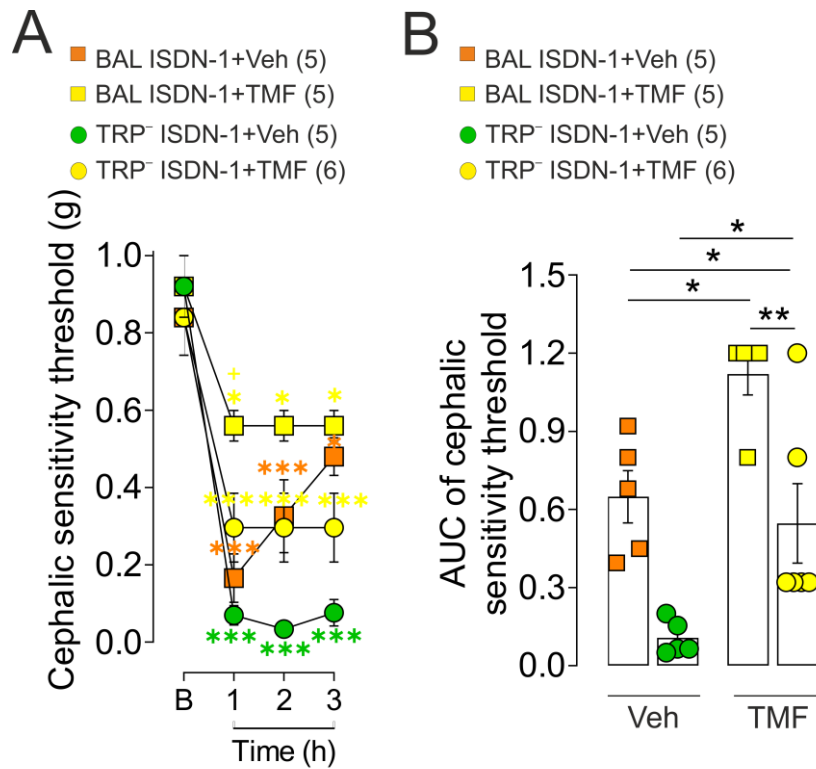 A
BAL ISDN-1+Veh (5)
BAL ISDN-1+TMF (5)
TRP⁻ ISDN-1+Veh (5)
TRP⁻ ISDN-1+TMF (6)
Cephalic sensitivity threshold (g)
1.0
0.8
0.6
0.4
0.2
0.0
+
*
*
*
*
***
*** *** ***
***
***
***
***
B 1 2 3
Time (h)
B
BAL ISDN-1+Veh (5)
BAL ISDN-1+TMF (5)
TRP⁻ ISDN-1+Veh (5)
TRP⁻ ISDN-1+TMF (6)
AUC of cephalic
sensitivity threshold
1.5
1.2
0.9
0.6
0.3
0.0
*
*
*
**
Veh TMF